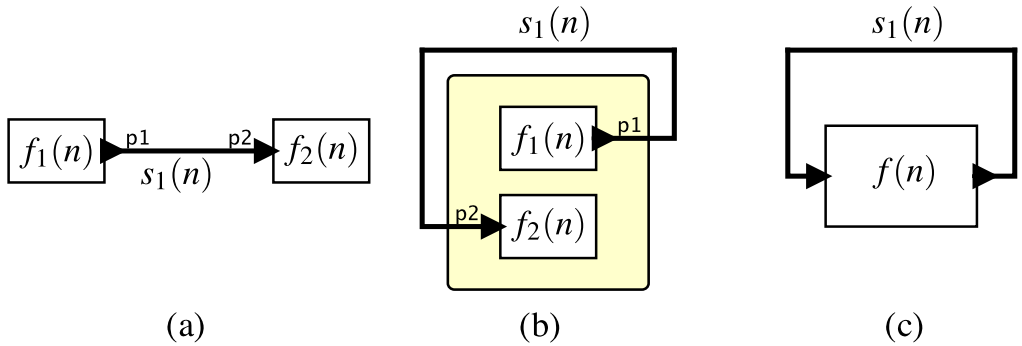 f₁(n)
p1
p2
s₁(n)
f₂(n)
(a)
s₁(n)
f₁(n)
p1
p2
f₂(n)
(b)
s₁(n)
f(n)
(c)